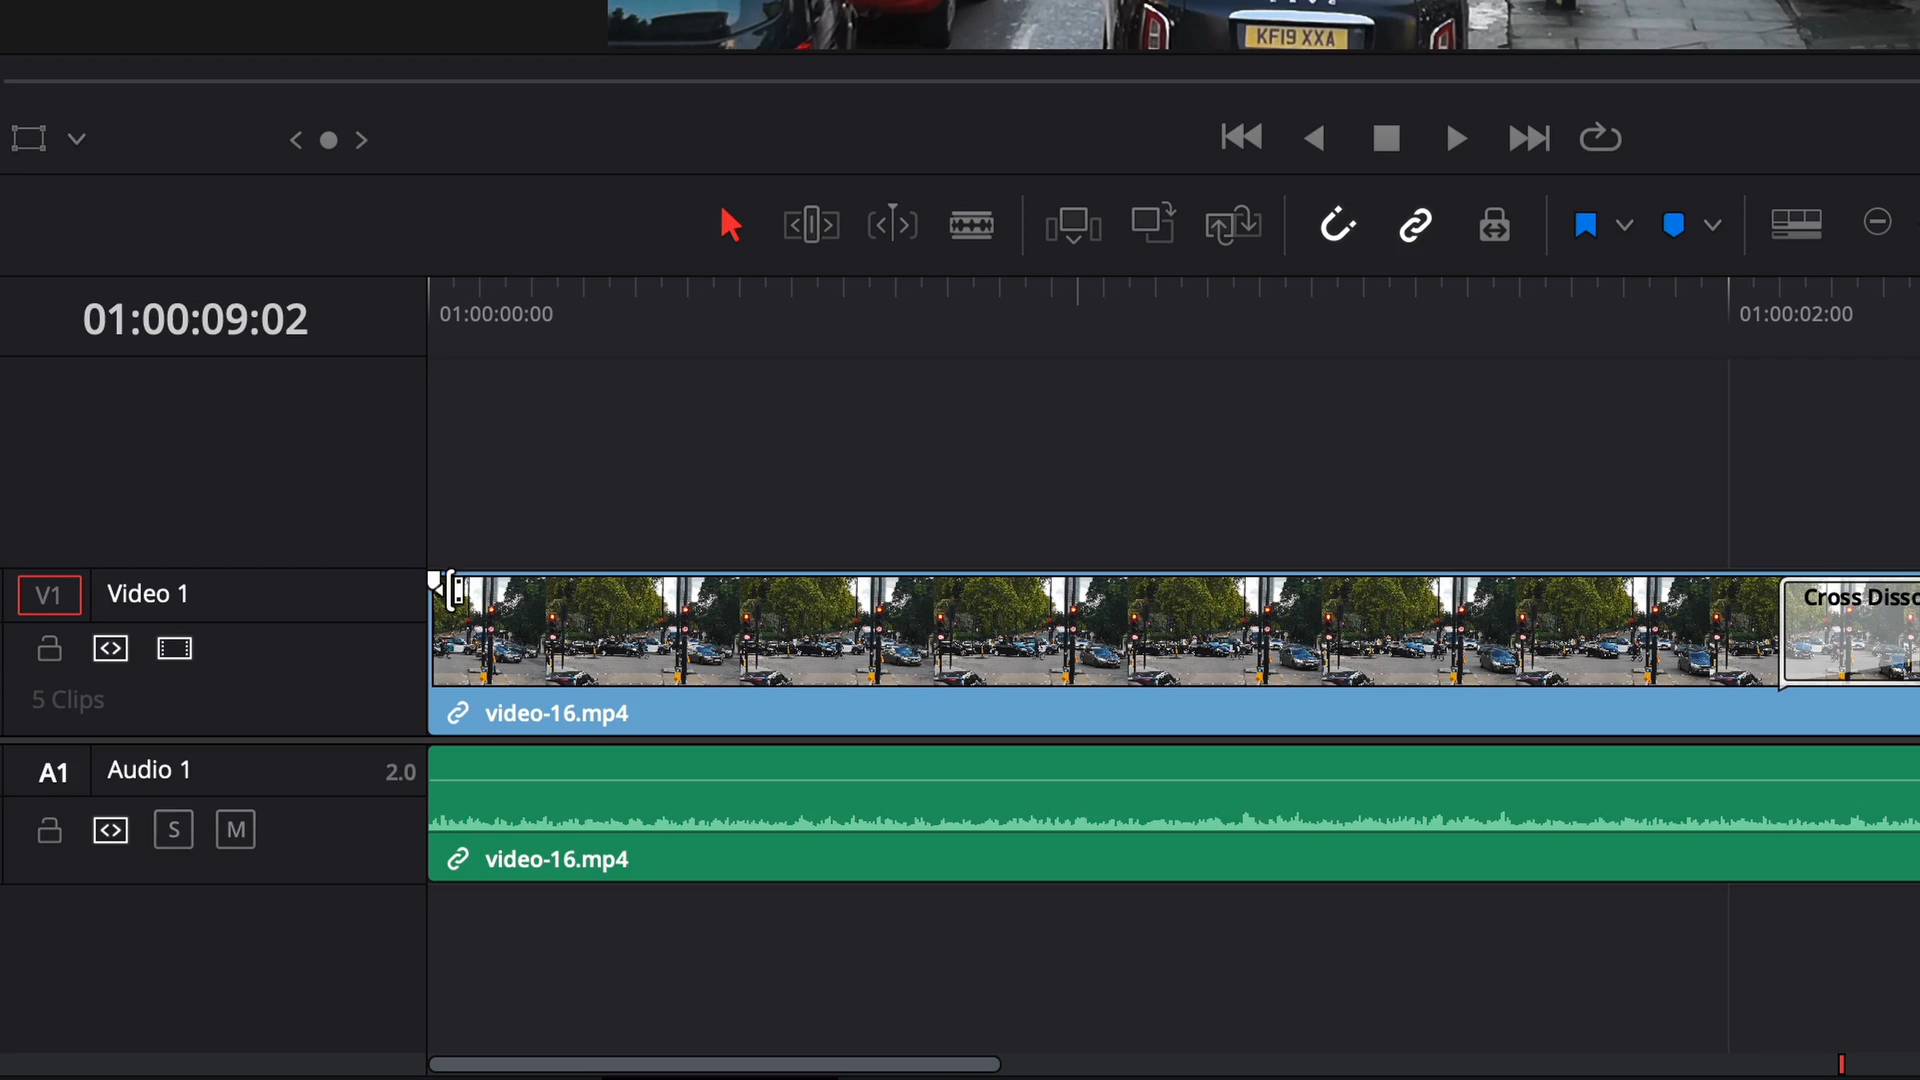 KF19 XXA
01:00:09:02
01:00:00:00
01:00:02:00
V1
Video 1
Cross Disso
5 Clips
video-16.mp4
A1
Audio 1
2.0
S
M
video-16.mp4